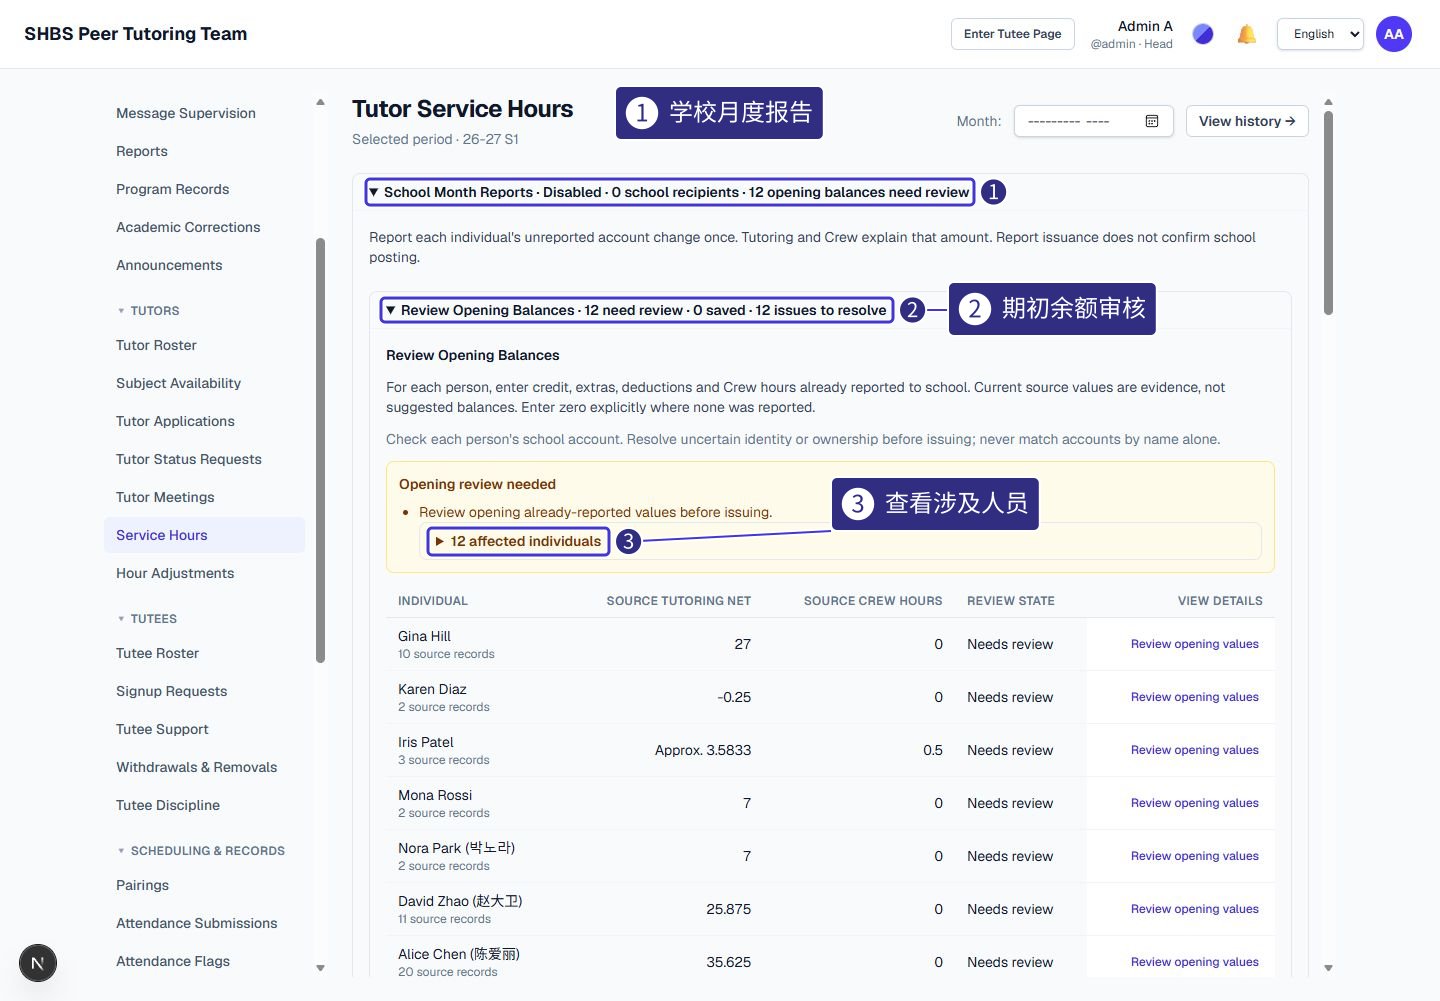 SHBS Peer Tutoring Team
Enter Tutee Page
Admin A
@admin · Head
English
AA
Message Supervision
Reports
Program Records
Academic Corrections
Announcements
TUTORS
Tutor Roster
Subject Availability
Tutor Applications
Tutor Status Requests
Tutor Meetings
Service Hours
Hour Adjustments
TUTEES
Tutee Roster
Signup Requests
Tutee Support
Withdrawals & Removals
Tutee Discipline
SCHEDULING & RECORDS
Pairings
Attendance Submissions
Attendance Flags
N
Tutor Service Hours
Selected period · 26-27 S1
1 学校月度报告
Month: --------- ----
View history →
School Month Reports · Disabled · 0 school recipients · 12 opening balances need review 1
Report each individual's unreported account change once. Tutoring and Crew explain that amount. Report issuance does not confirm school
posting.
Review Opening Balances · 12 need review · 0 saved · 12 issues to resolve 2
2 期初余额审核
Review Opening Balances
For each person, enter credit, extras, deductions and Crew hours already reported to school. Current source values are evidence, not
suggested balances. Enter zero explicitly where none was reported.
Check each person's school account. Resolve uncertain identity or ownership before issuing; never match accounts by name alone.
Opening review needed
• Review opening already-reported values before issuing.
12 affected individuals 3
3 查看涉及人员
INDIVIDUAL SOURCE TUTORING NET SOURCE CREW HOURS REVIEW STATE VIEW DETAILS
Gina Hill 27 0 Needs review Review opening values
10 source records
Karen Diaz -0.25 0 Needs review Review opening values
2 source records
Iris Patel Approx. 3.5833 0.5 Needs review Review opening values
3 source records
Mona Rossi 7 0 Needs review Review opening values
2 source records
Nora Park (박노라) 7 0 Needs review Review opening values
2 source records
David Zhao (赵大卫) 25.875 0 Needs review Review opening values
11 source records
Alice Chen (陈爱丽) 35.625 0 Needs review Review opening values
20 source records